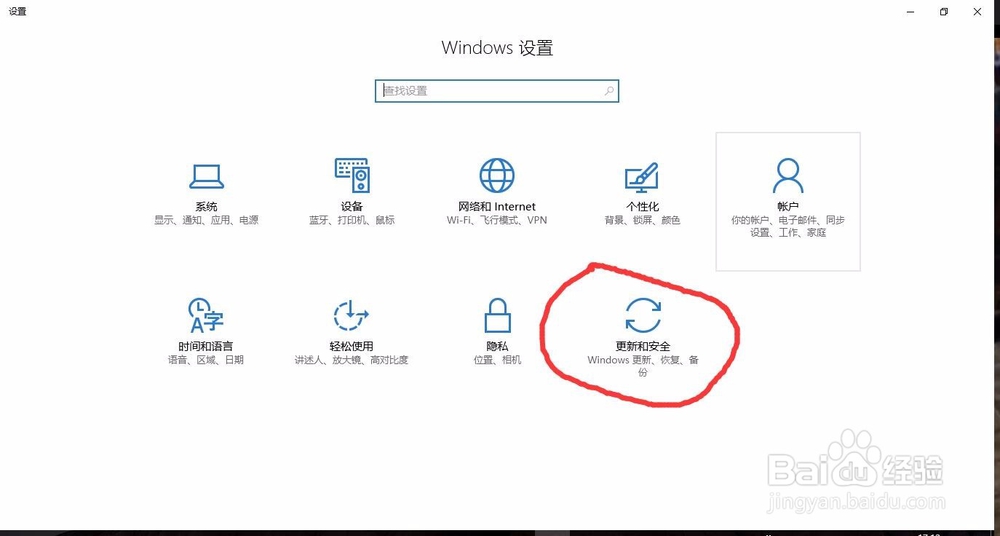 设置
Windows 设置
查找设置
系统
显示、通知、应用、电源
设备
蓝牙、打印机、鼠标
网络和 Internet
Wi-Fi、飞行模式、VPN
个性化
背景、锁屏、颜色
帐户
你的帐户、电子邮件、同步
设置、工作、家庭
时间和语言
语音、区域、日期
轻松使用
讲述人、放大镜、高对比度
隐私
位置、相机
更新和安全
Windows 更新、恢复、备
份
Baidu 经验
jingyan.baidu.com